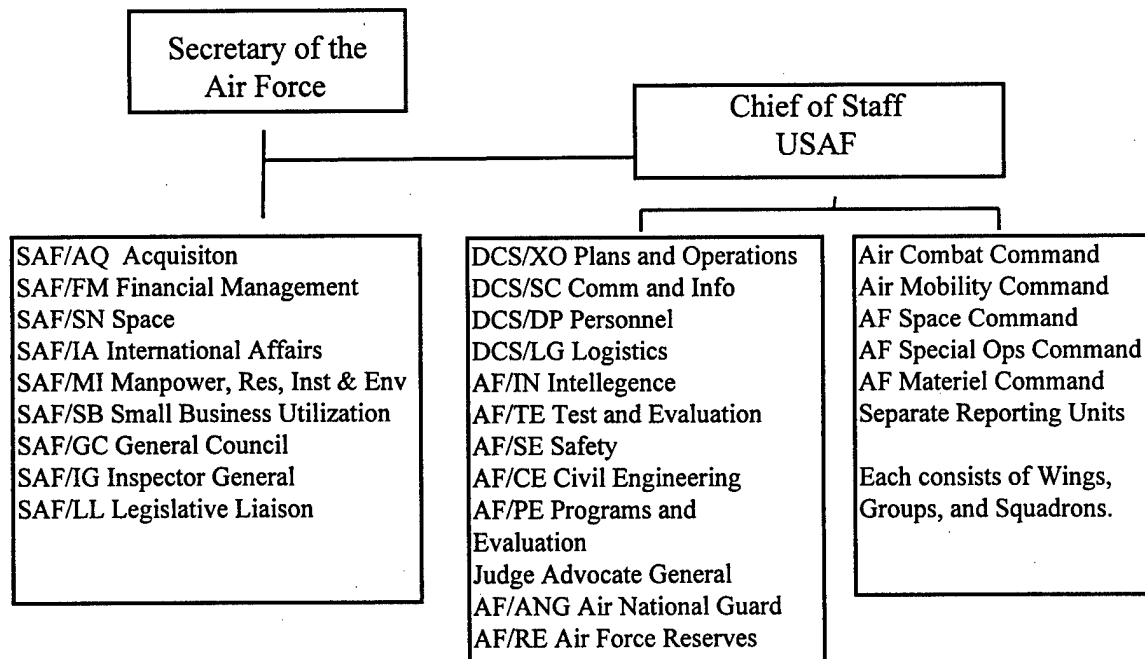 Secretary of the
Air Force
Chief of Staff
USAF
SAF/AQ Acquisiton
SAF/FM Financial Management
SAF/SN Space
SAF/IA International Affairs
SAF/MI Manpower, Res, Inst & Env
SAF/SB Small Business Utilization
SAF/GC General Council
SAF/IG Inspector General
SAF/LL Legislative Liaison
DCS/XO Plans and Operations
DCS/SC Comm and Info
DCS/DP Personnel
DCS/LG Logistics
AF/IN Intellegence
AF/TE Test and Evaluation
AF/SE Safety
AF/CE Civil Engineering
AF/PE Programs and
Evaluation
Judge Advocate General
AF/ANG Air National Guard
AF/RE Air Force Reserves
Air Combat Command
Air Mobility Command
AF Space Command
AF Special Ops Command
AF Materiel Command
Separate Reporting Units
Each consists of Wings,
Groups, and Squadrons.